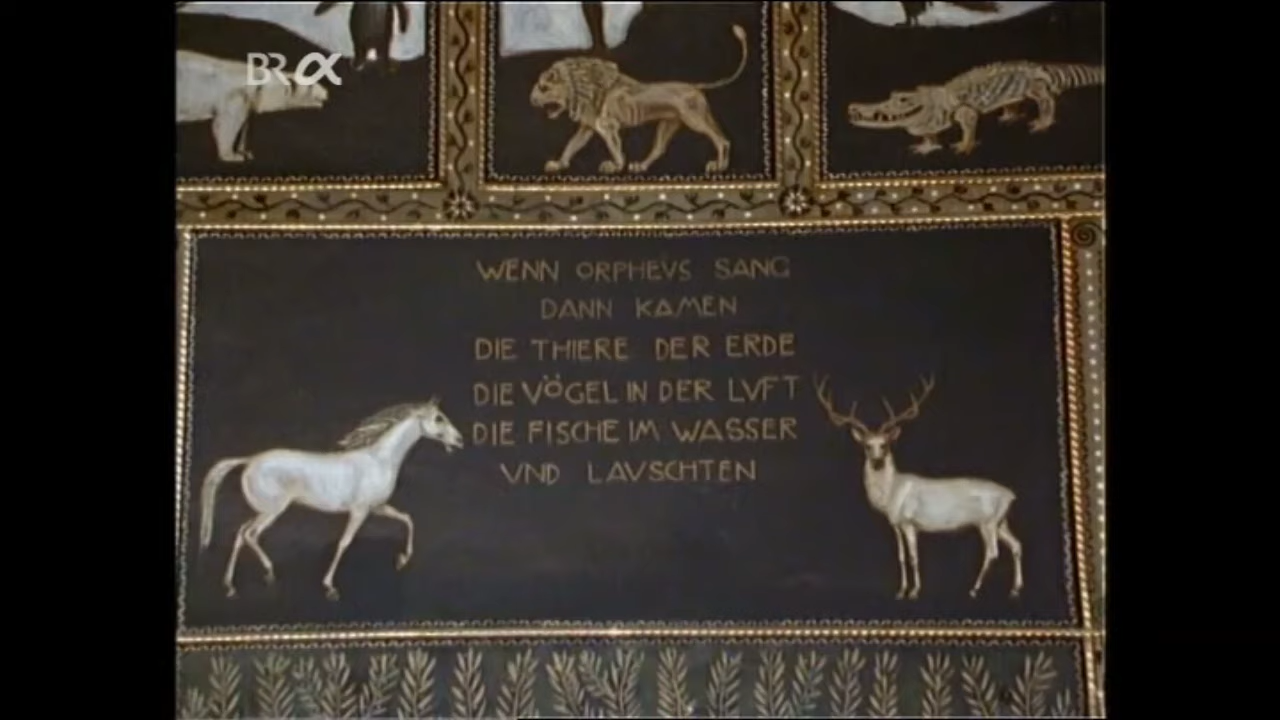 BRα
WENN ORPHEVS SANG
DANN KAMEN
DIE THIERE DER ERDE
DIE VÖGEL IN DER LVFT
DIE FISCHE IM WASSER
VND LAVSCHTEN